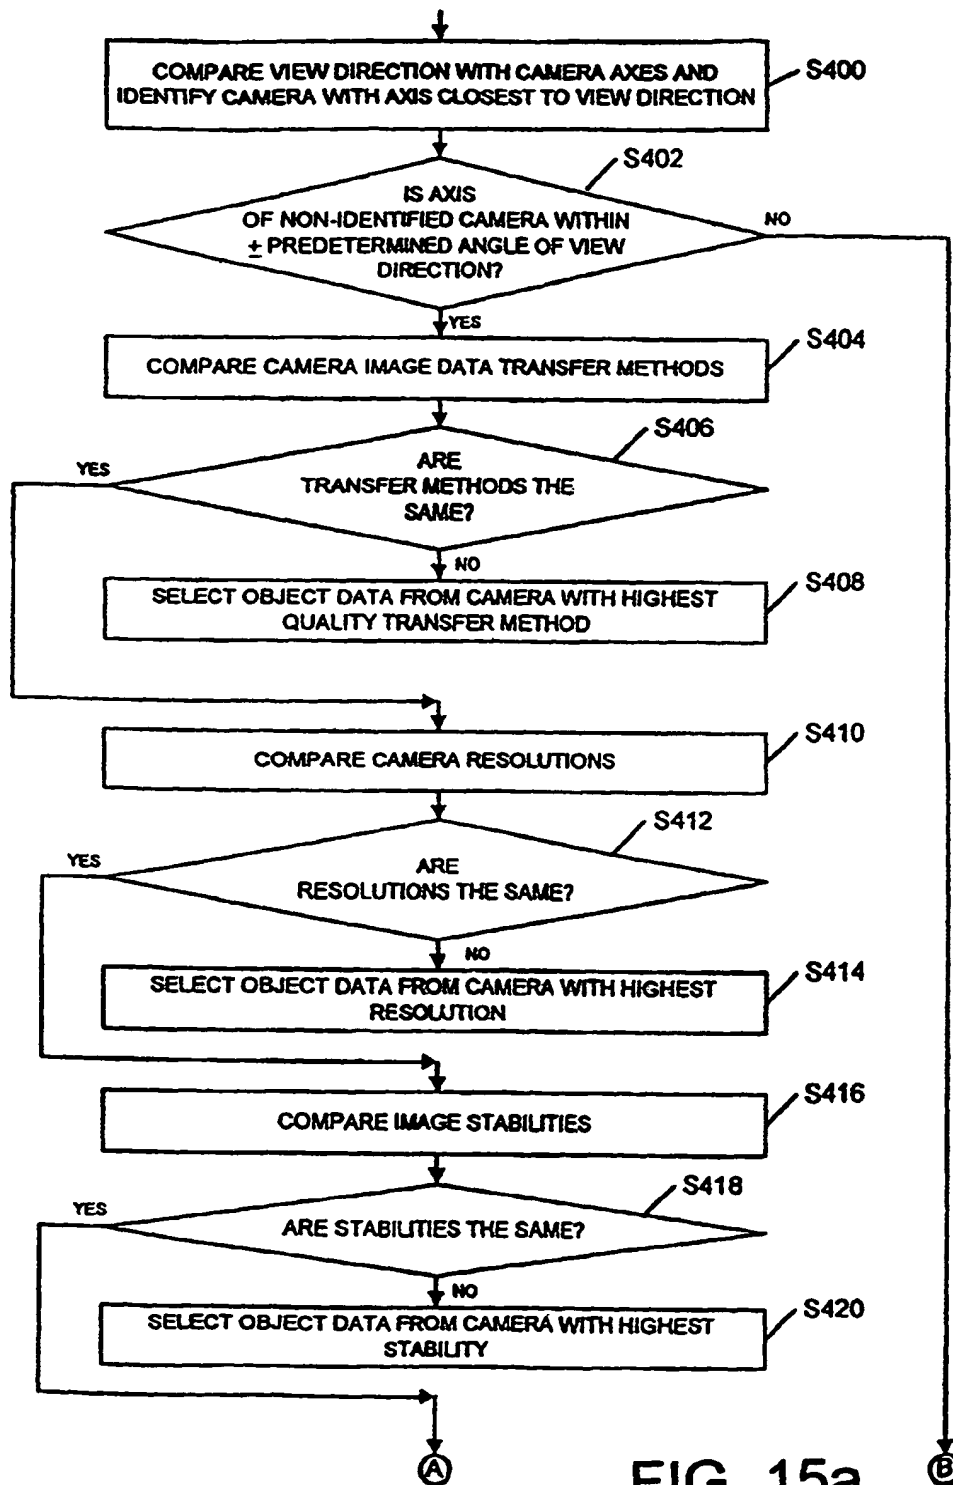 COMPARE VIEW DIRECTION WITH CAMERA AXES AND
IDENTIFY CAMERA WITH AXIS CLOSEST TO VIEW DIRECTION
S400
S402
IS AXIS
OF NON-IDENTIFIED CAMERA WITHIN
± PREDETERMINED ANGLE OF VIEW
DIRECTION?
NO
YES
S404
COMPARE CAMERA IMAGE DATA TRANSFER METHODS
S406
YES
ARE
TRANSFER METHODS THE
SAME?
NO
S408
SELECT OBJECT DATA FROM CAMERA WITH HIGHEST
QUALITY TRANSFER METHOD
S410
COMPARE CAMERA RESOLUTIONS
S412
YES
ARE
RESOLUTIONS THE SAME?
NO
S414
SELECT OBJECT DATA FROM CAMERA WITH HIGHEST
RESOLUTION
S416
COMPARE IMAGE STABILITIES
S418
YES
ARE STABILITIES THE SAME?
NO
S420
SELECT OBJECT DATA FROM CAMERA WITH HIGHEST
STABILITY
A
FIG. 15a
B